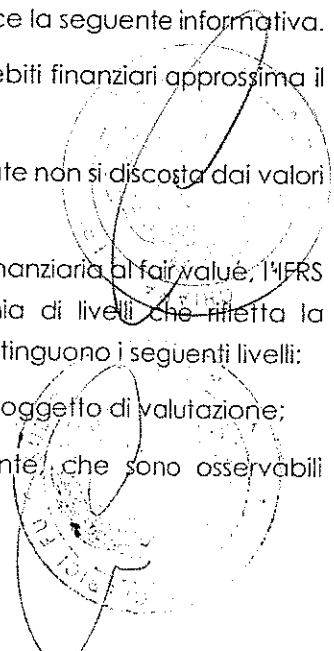 ce la seguente informativa.
ebiti finanziari approssima il
te non si discosta dai valori
nanziaria al fair value, l'IFRS
ia di livelli che rifletta la
tinguono i seguenti livelli:
oggetto di valutazione;
nte, che sono osservabili